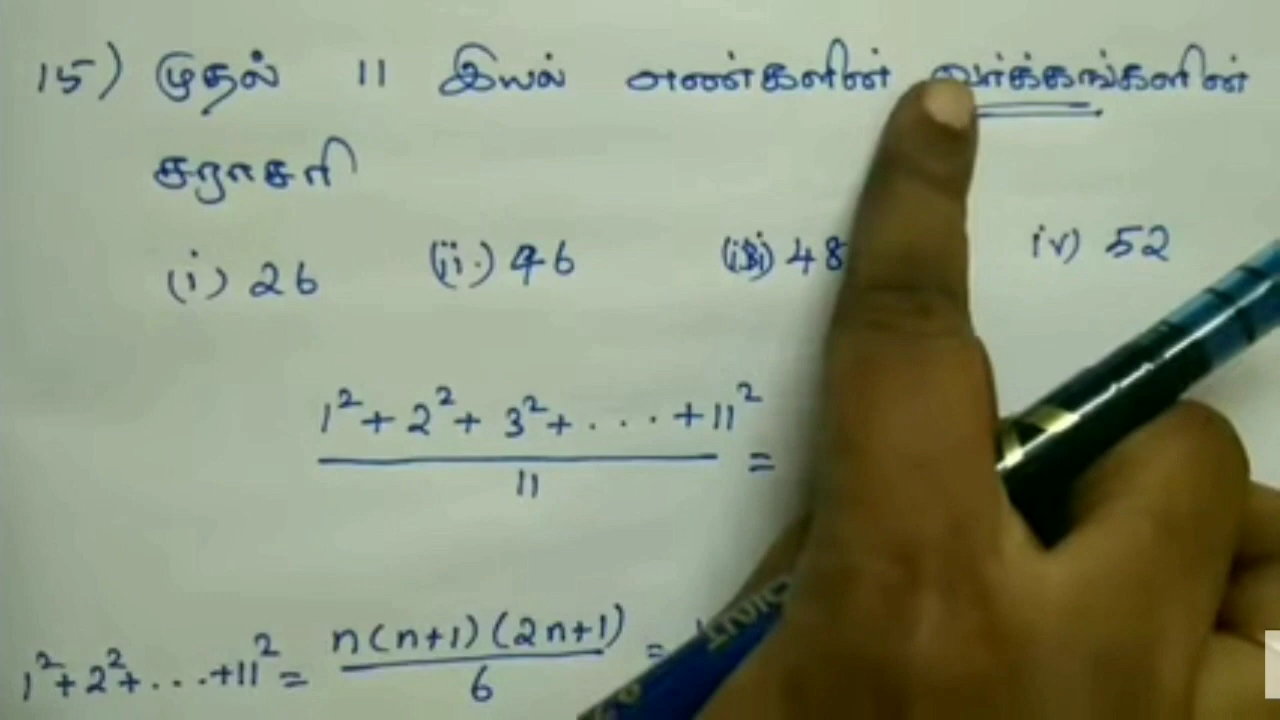 15) முதல் 11 இயல் எண்களின் வர்க்கங்களின்
சராசரி
(i) 26 (ii) 46 (iii) 48 iv) 52
1² + 2² + 3² + . . . . + 11²
11
=
1² + 2² + . . . + 11² = n(n+1)(2n+1) =
6